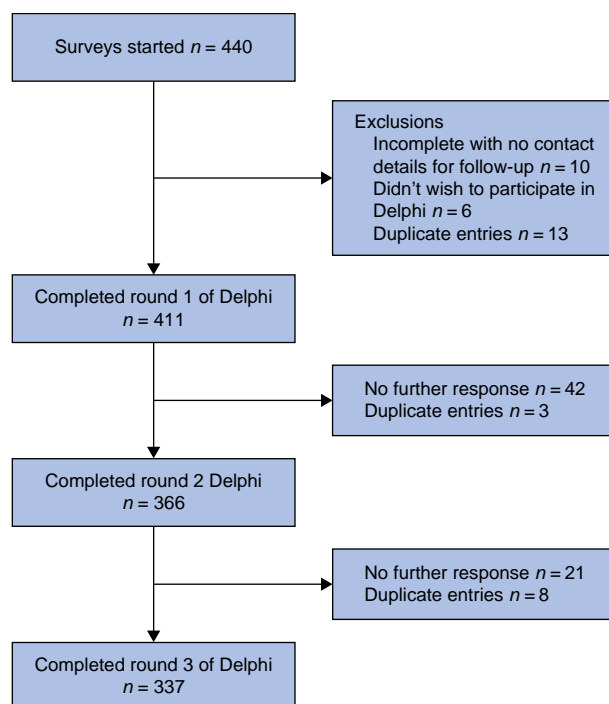 Surveys started n = 440
Exclusions
Incomplete with no contact
details for follow-up n = 10
Didn't wish to participate in
Delphi n = 6
Duplicate entries n = 13
Completed round 1 of Delphi
n = 411
No further response n = 42
Duplicate entries n = 3
Completed round 2 Delphi
n = 366
No further response n = 21
Duplicate entries n = 8
Completed round 3 of Delphi
n = 337